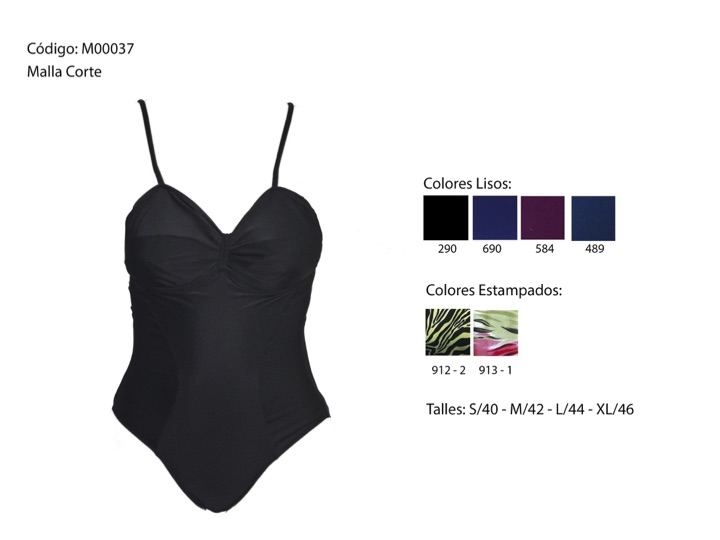 Código: M00037
Malla Corte
Colores Lisos:
290 690 584 489
Colores Estampados:
912 - 2 913 - 1
Talles: S/40 - M/42 - L/44 - XL/46